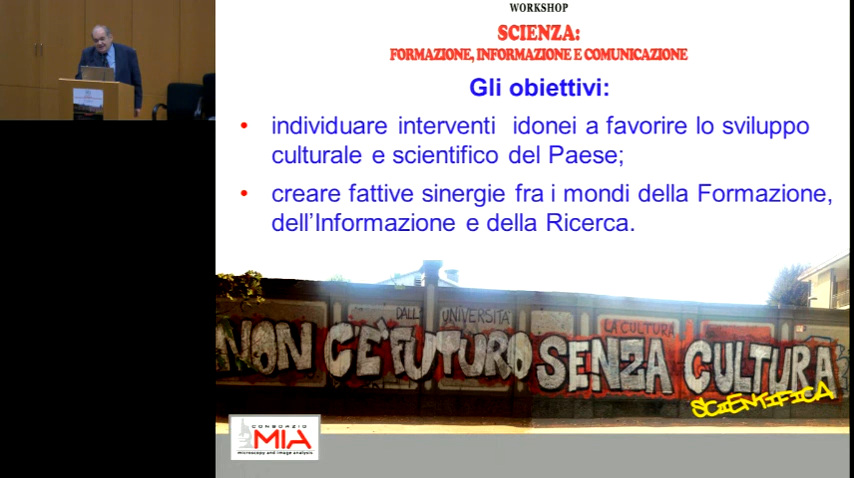 WORKSHOP
SCIENZA:
FORMAZIONE, INFORMAZIONE E COMUNICAZIONE
Gli obiettivi:
• individuare interventi idonei a favorire lo sviluppo
culturale e scientifico del Paese;
• creare fattive sinergie fra i mondi della Formazione,
dell'Informazione e della Ricerca.
DALL' UNIVERSITA' LA CULTURA
NON C'E' FUTURO SENZA CULTURA
SCIENTIFICA
CONSORZIO
MIA
microscopy and image analysis